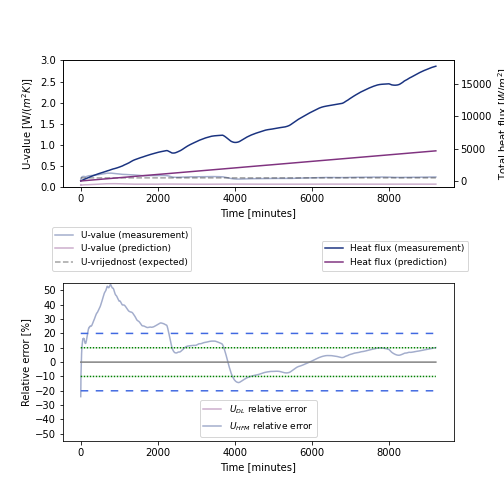 3.0
2.5
2.0
1.5
1.0
0.5
0.0
U-value [W/(m²K)]
15000
10000
5000
0
Total heat flux [W/m²]
0 2000 4000 6000 8000
Time [minutes]
U-value (measurement)
U-value (prediction)
U-vrijednost (expected)
Heat flux (measurement)
Heat flux (prediction)
50
40
30
20
10
0
−10
−20
−30
−40
−50
Relative error [%]
U_DL relative error
U_HFM relative error
0 2000 4000 6000 8000
Time [minutes]